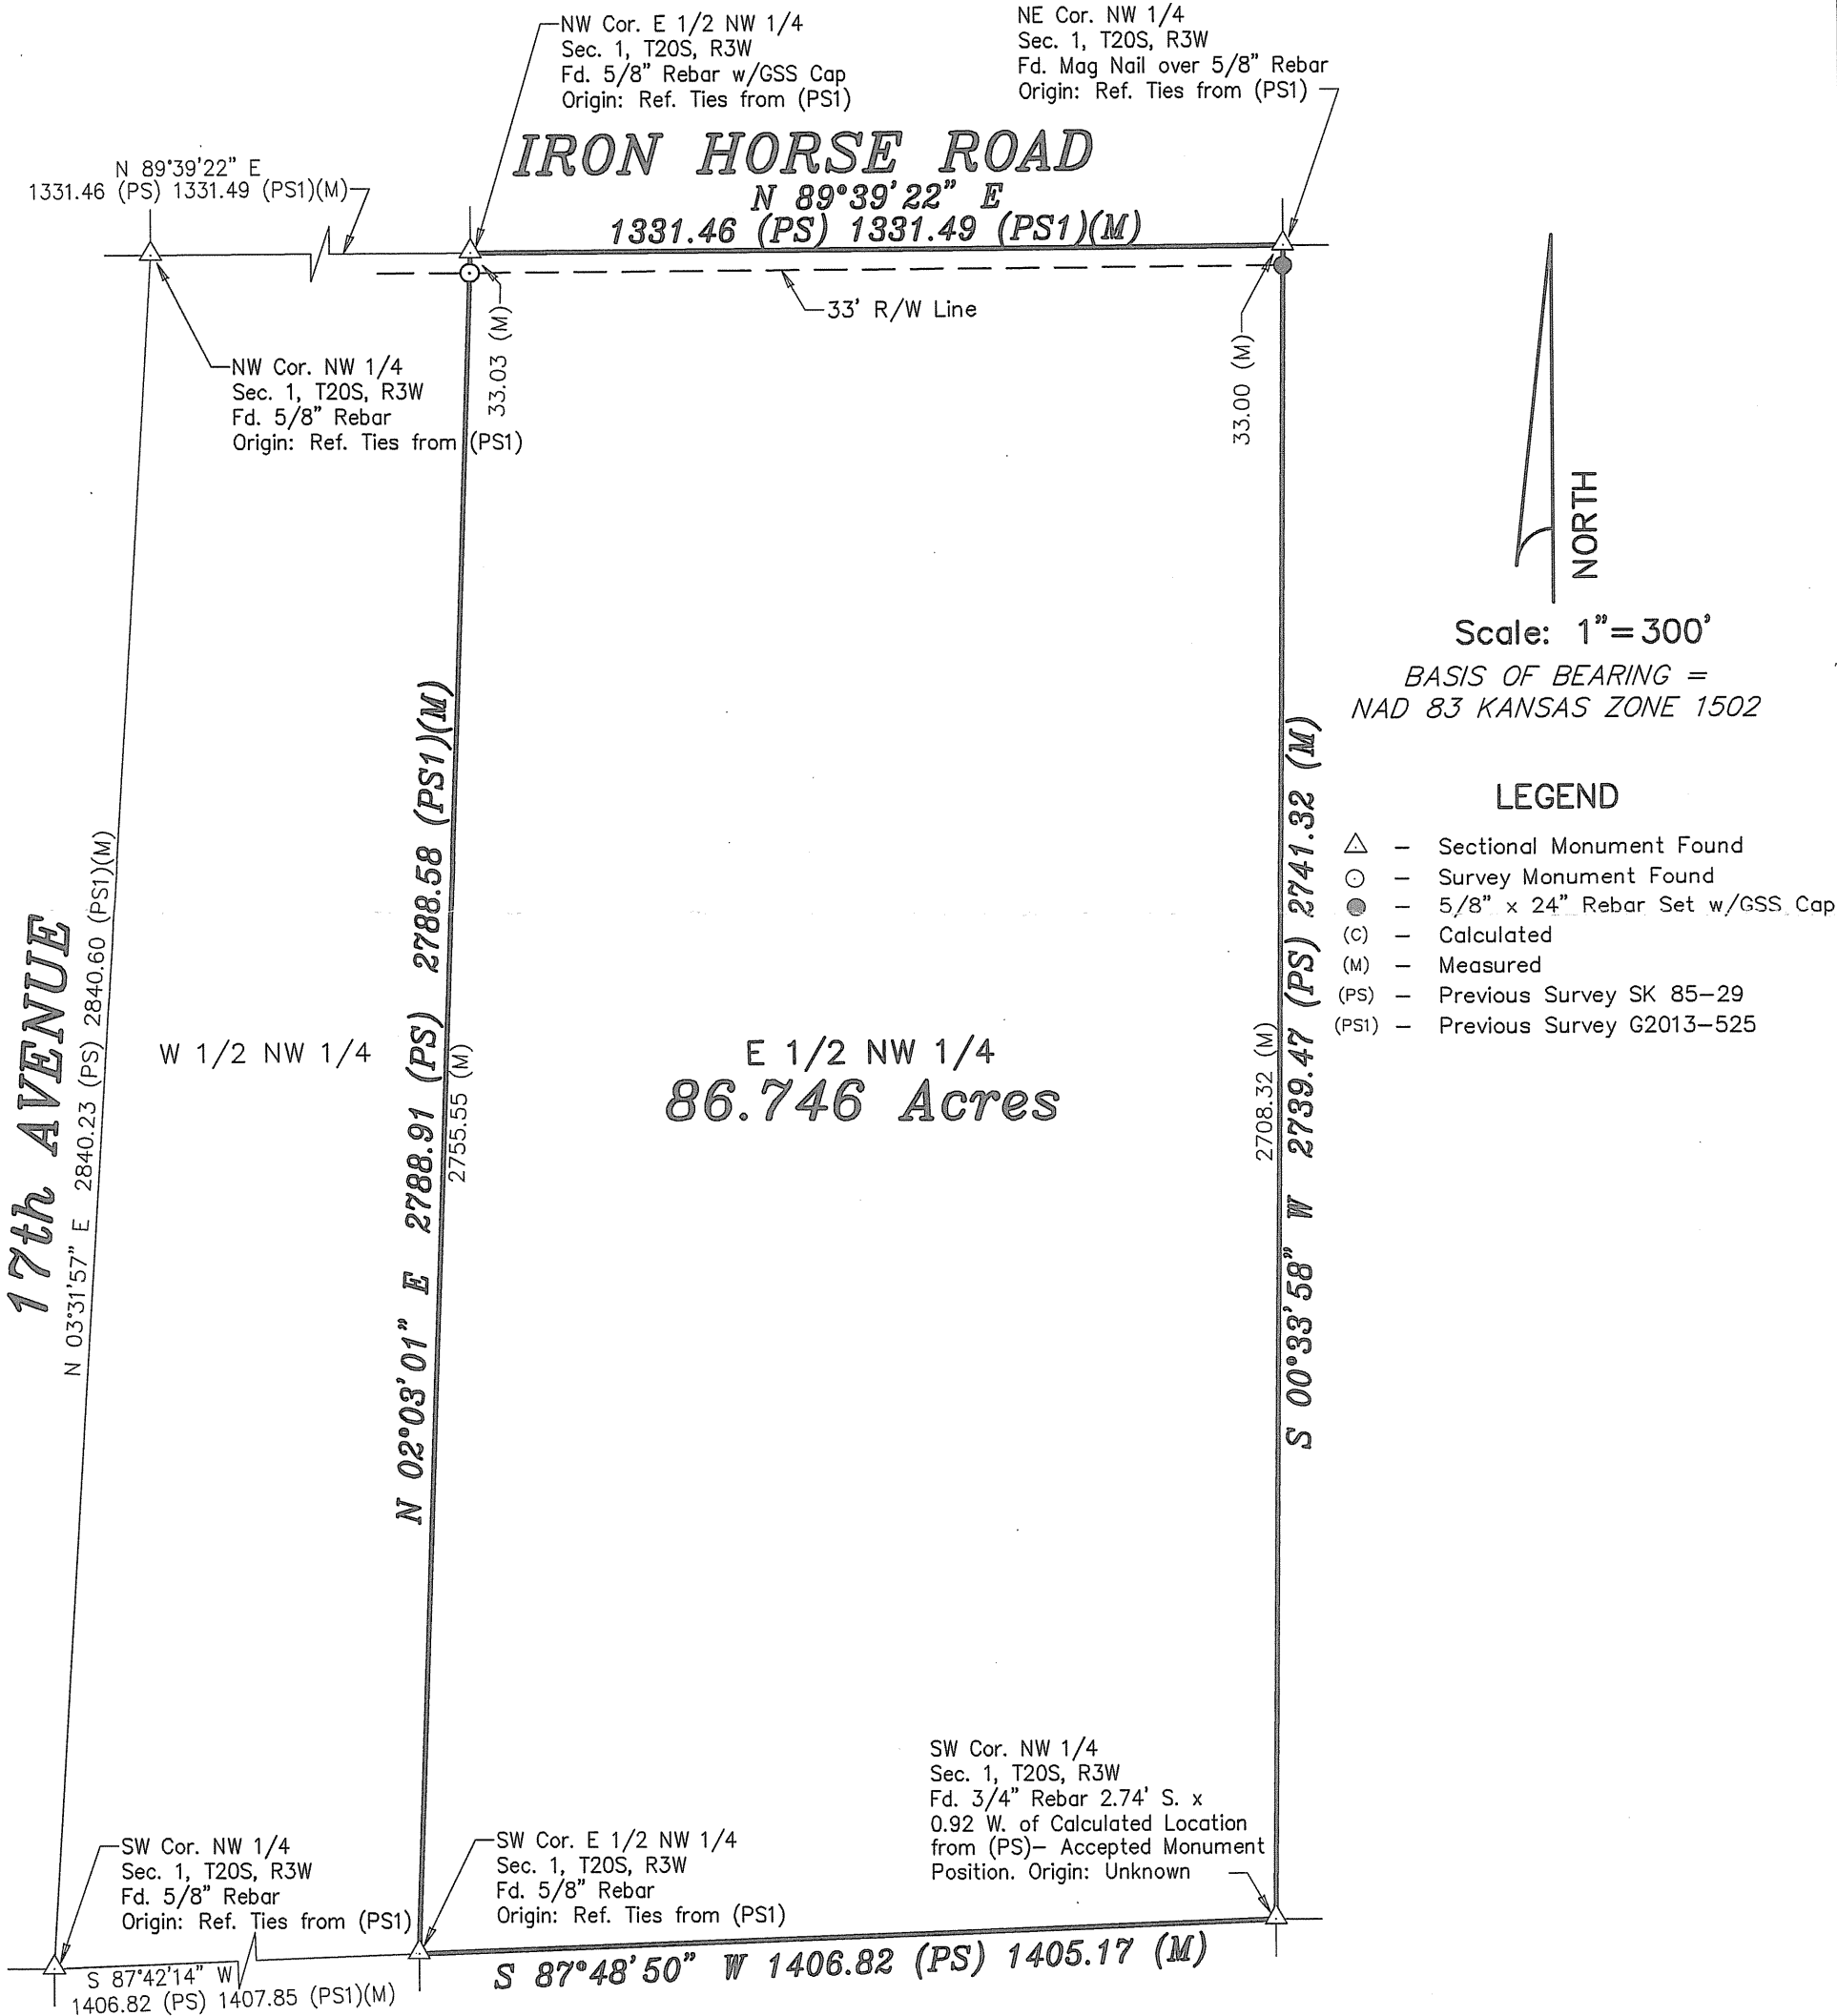 NW Cor. E 1/2 NW 1/4
Sec. 1, T20S, R3W
Fd. 5/8" Rebar w/GSS Cap
Origin: Ref. Ties from (PS1)
NE Cor. NW 1/4
Sec. 1, T20S, R3W
Fd. Mag Nail over 5/8" Rebar
Origin: Ref. Ties from (PS1)
IRON HORSE ROAD
N 89°39'22" E
1331.46 (PS) 1331.49 (PS1)(M)
N 89°39'22" E
1331.46 (PS) 1331.49 (PS1)(M)
33' R/W Line
33.03 (M)
33.00 (M)
NW Cor. NW 1/4
Sec. 1, T20S, R3W
Fd. 5/8" Rebar
Origin: Ref. Ties from (PS1)
NORTH
Scale: 1"=300'
BASIS OF BEARING =
NAD 83 KANSAS ZONE 1502
LEGEND
△ – Sectional Monument Found
⊙ – Survey Monument Found
● – 5/8" x 24" Rebar Set w/GSS Cap
(C) – Calculated
(M) – Measured
(PS) – Previous Survey SK 85-29
(PS1) – Previous Survey G2013-525
17th AVENUE
N 03°31'57" E 2840.23 (PS) 2840.60 (PS1)(M)
W 1/2 NW 1/4
N 02°03'01" E 2788.91 (PS) 2788.58 (PS1)(M)
2755.55 (M)
E 1/2 NW 1/4
86.746 Acres
2708.32 (M)
S 00°33'58" W 2739.47 (PS) 2741.32 (M)
SW Cor. NW 1/4
Sec. 1, T20S, R3W
Fd. 3/4" Rebar 2.74' S. x
0.92 W. of Calculated Location
from (PS)– Accepted Monument
Position. Origin: Unknown
SW Cor. NW 1/4
Sec. 1, T20S, R3W
Fd. 5/8" Rebar
Origin: Ref. Ties from (PS1)
SW Cor. E 1/2 NW 1/4
Sec. 1, T20S, R3W
Fd. 5/8" Rebar
Origin: Ref. Ties from (PS1)
S 87°42'14" W
1406.82 (PS) 1407.85 (PS1)(M)
S 87°48'50" W 1406.82 (PS) 1405.17 (M)